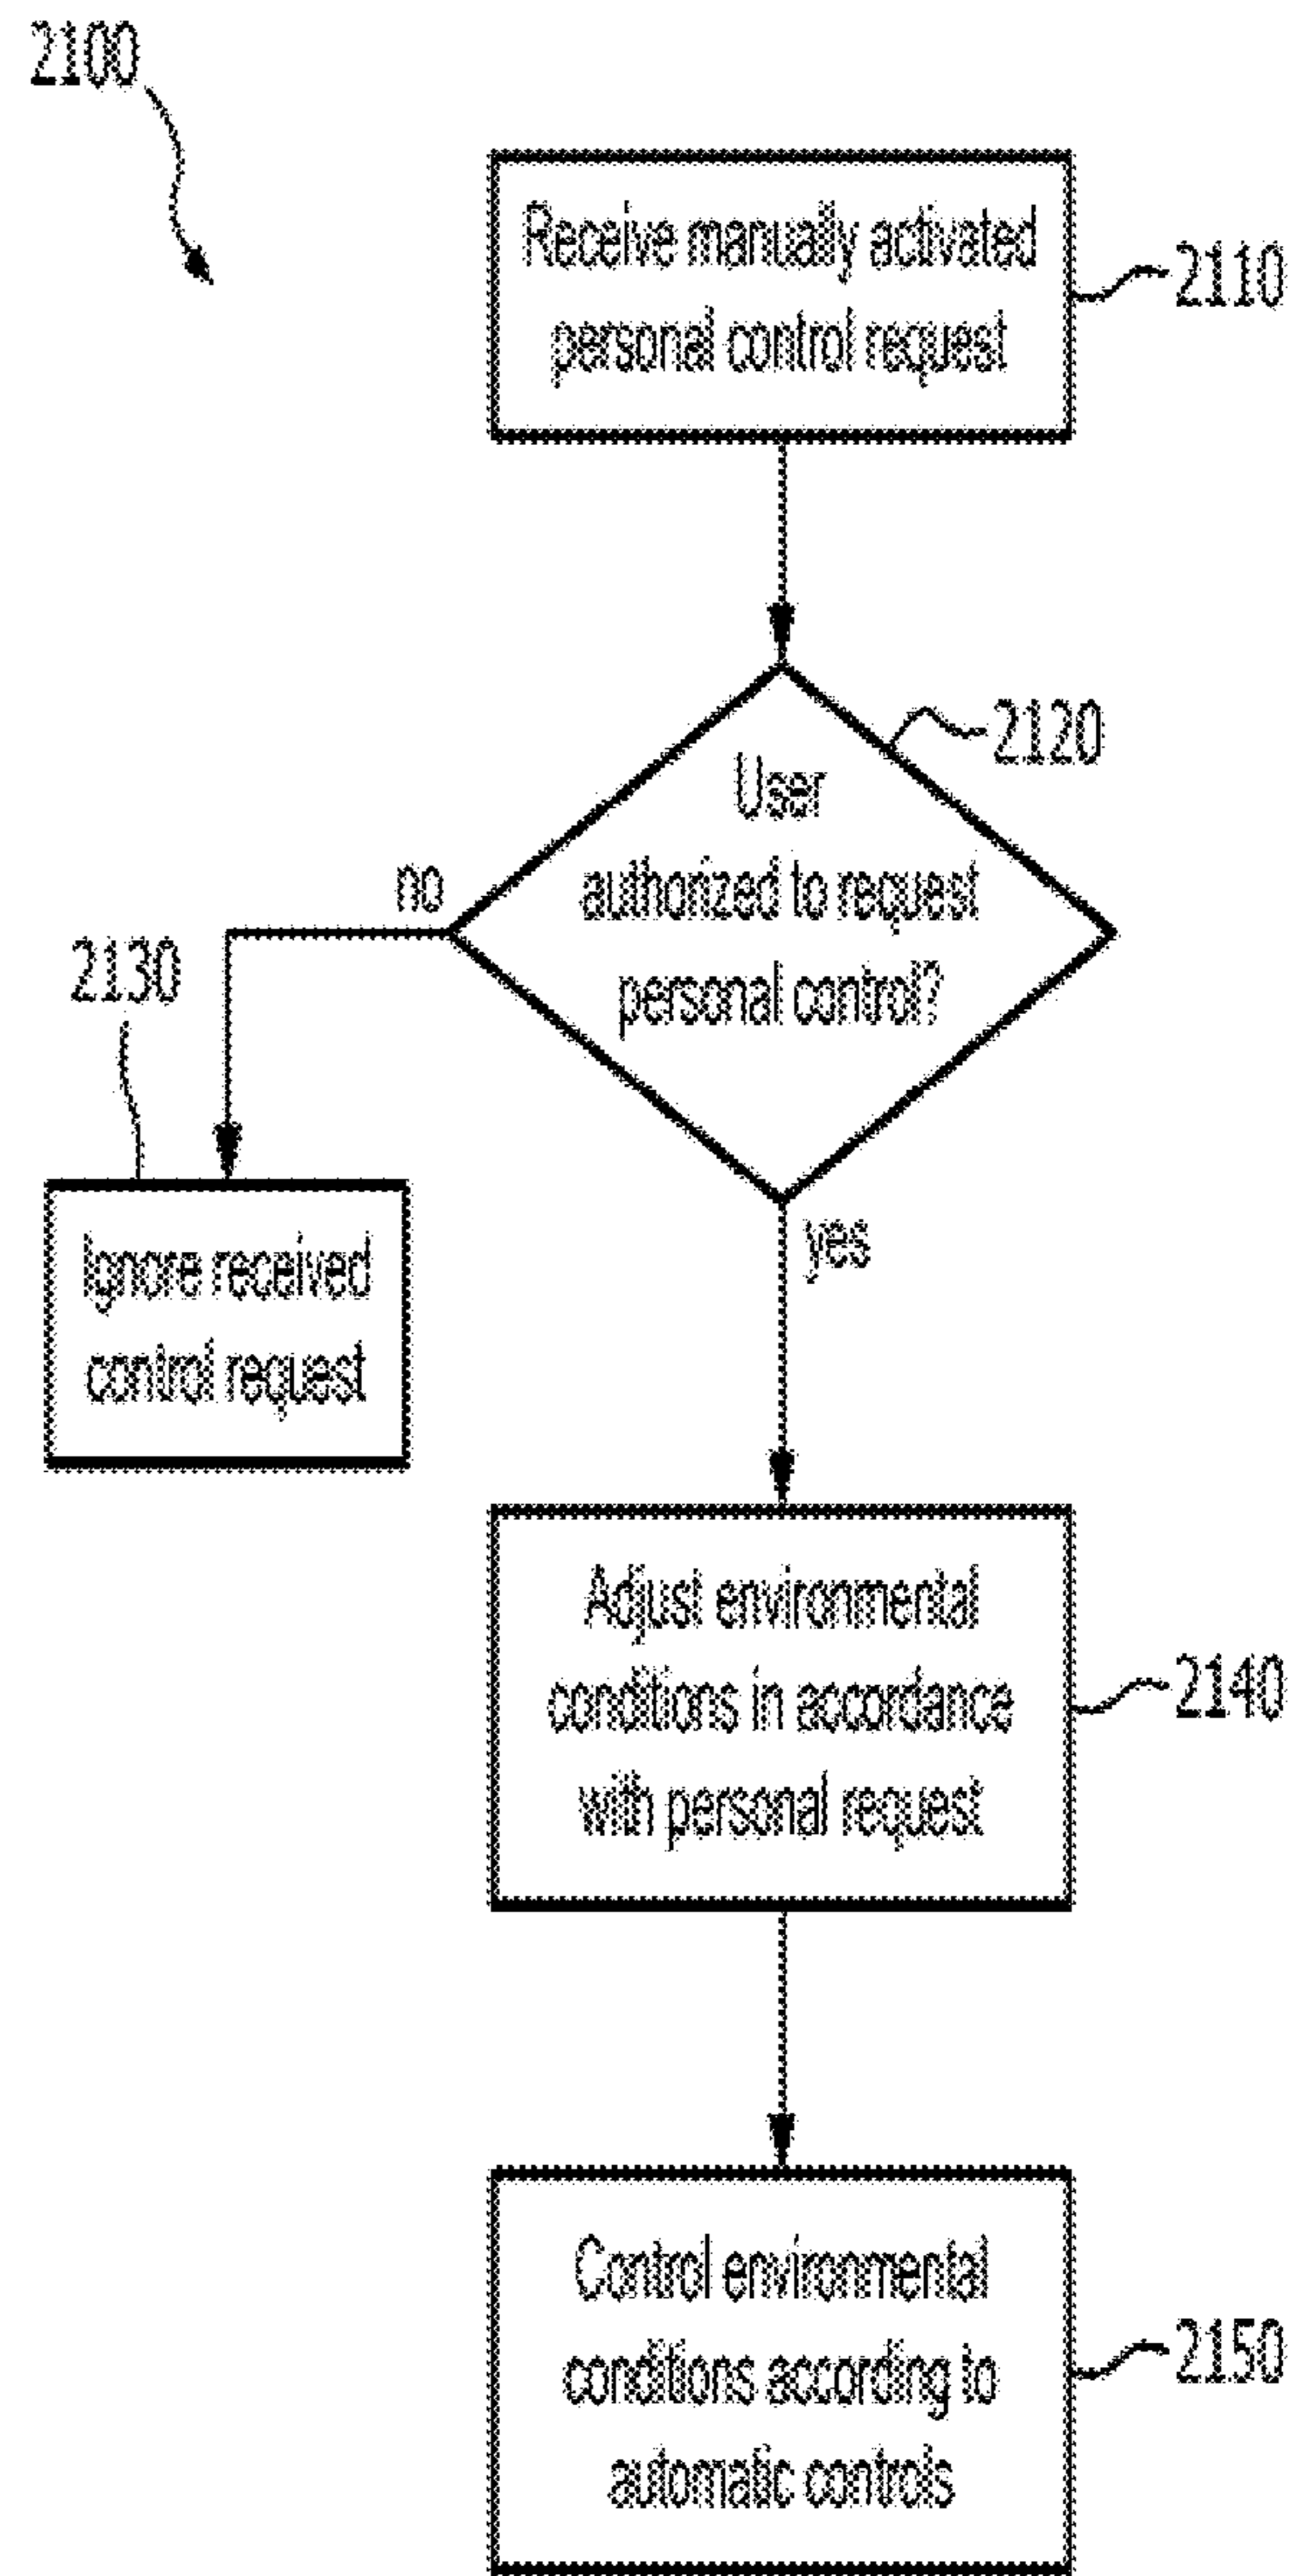 2100
Receive manually activated
personal control request
2110
2120
User
authorized to request
personal control?
no
2130
yes
Ignore received
control request
Adjust environmental
conditions in accordance
with personal request
2140
Control environmental
conditions according to
automatic controls
2150